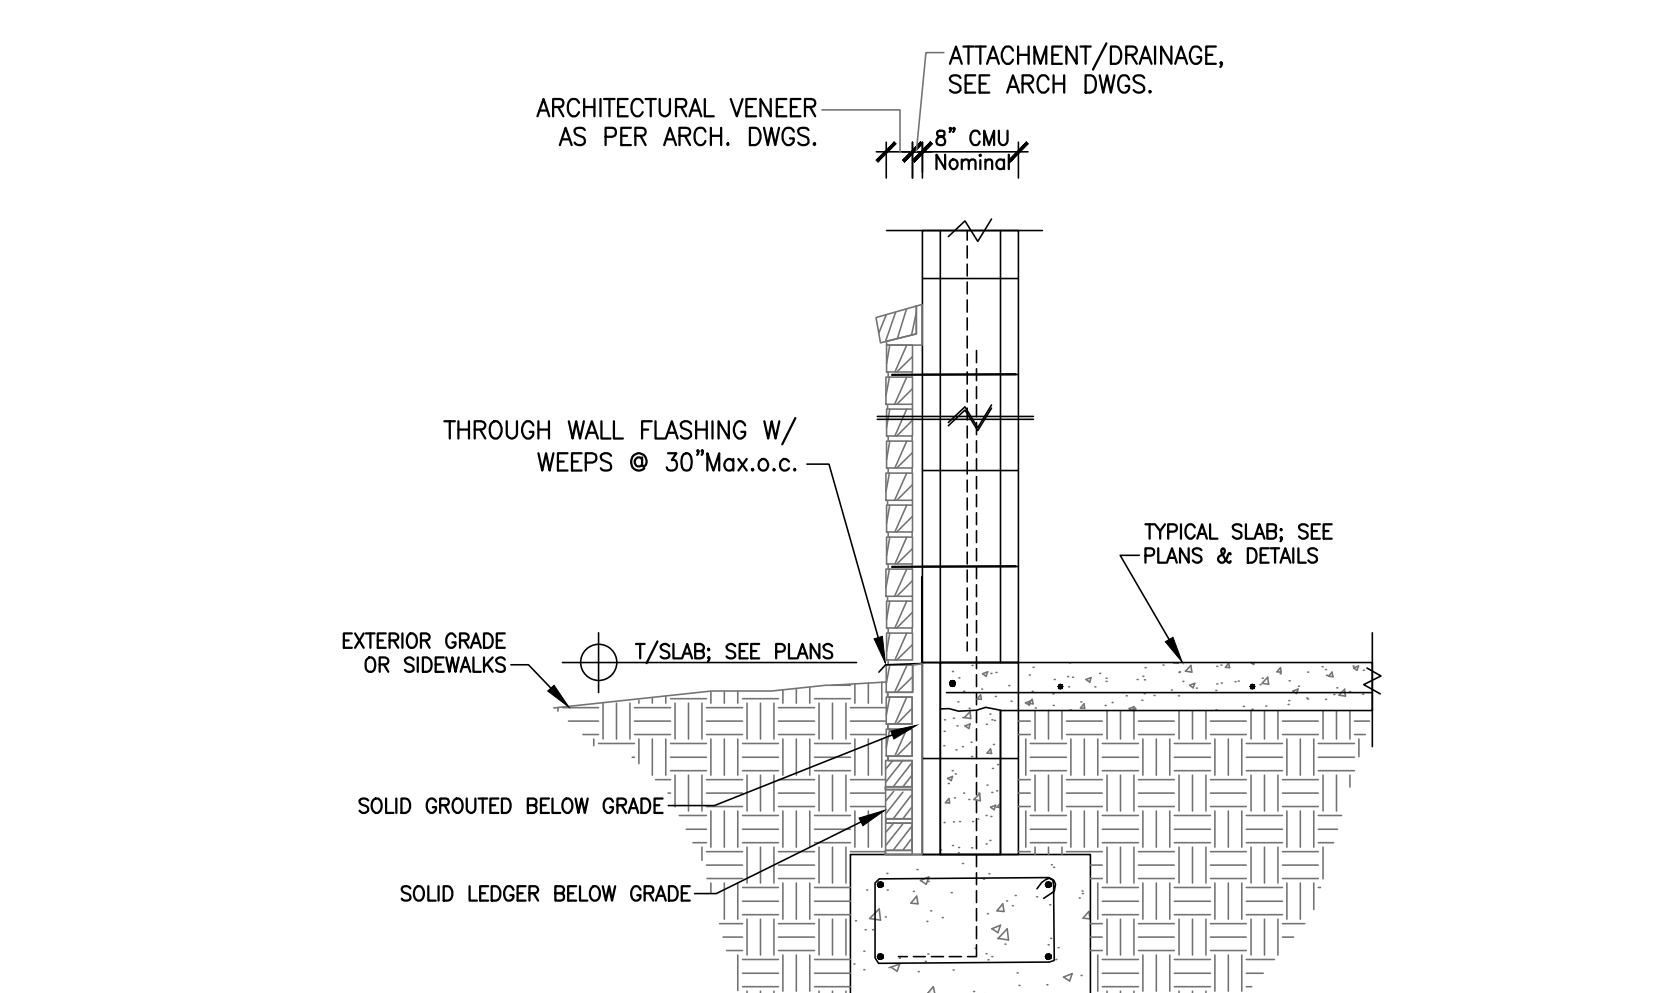 ATTACHMENT/DRAINAGE,
SEE ARCH DWGS.
ARCHITECTURAL VENEER
AS PER ARCH. DWGS.
8" CMU
Nominal
THROUGH WALL FLASHING W/
WEEPS @ 30"Max.o.c.
TYPICAL SLAB; SEE
PLANS & DETAILS
EXTERIOR GRADE
OR SIDEWALKS
T/SLAB; SEE PLANS
SOLID GROUTED BELOW GRADE
SOLID LEDGER BELOW GRADE